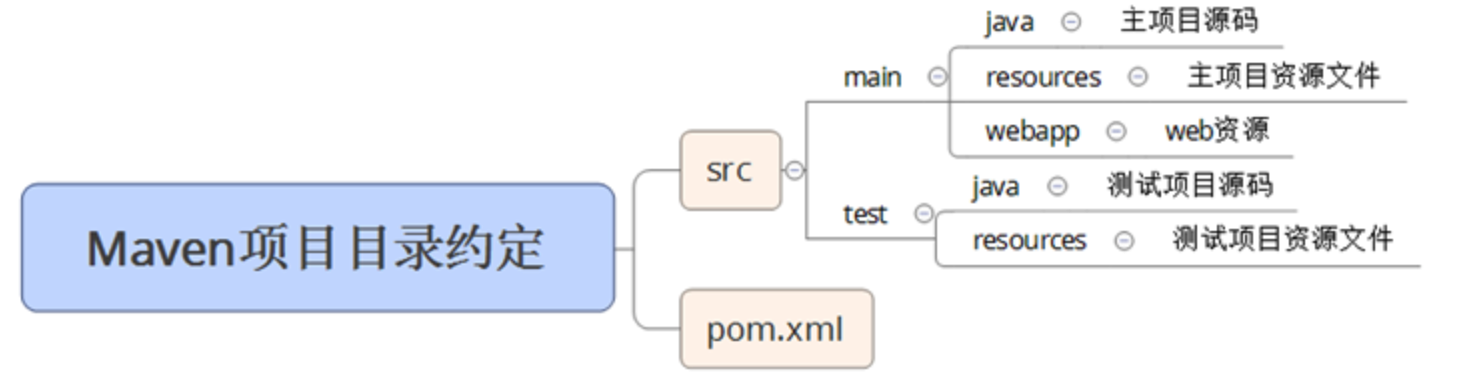 java 主项目源码
main
resources 主项目资源文件
webapp web资源
src
java 测试项目源码
test
resources 测试项目资源文件
Maven项目目录约定
pom.xml